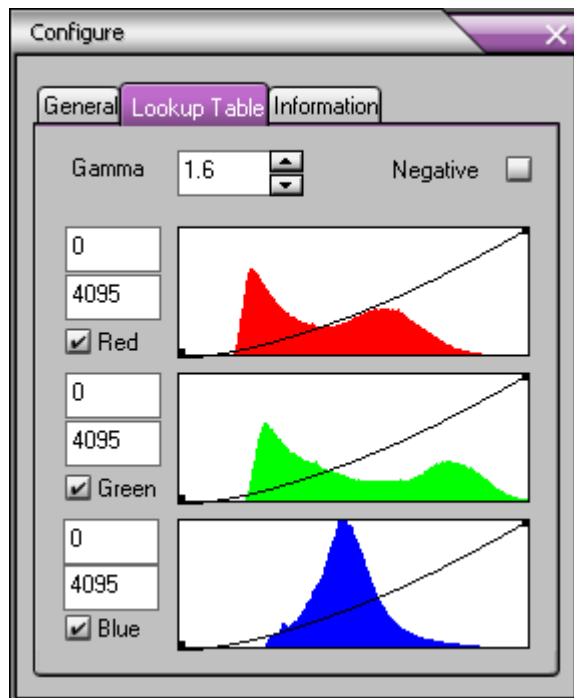 Configure
General Lookup Table Information
Gamma 1.6 Negative
0
4095
Red
0
4095
Green
0
4095
Blue